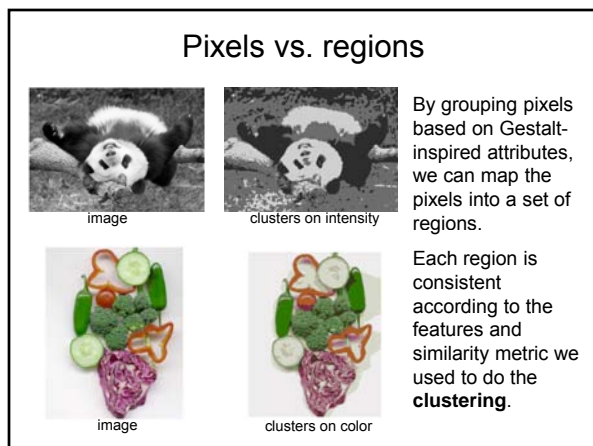 Pixels vs. regions
image
clusters on intensity
By grouping pixels
based on Gestalt-
inspired attributes,
we can map the
pixels into a set of
regions.
image
clusters on color
Each region is
consistent
according to the
features and
similarity metric we
used to do the
clustering.